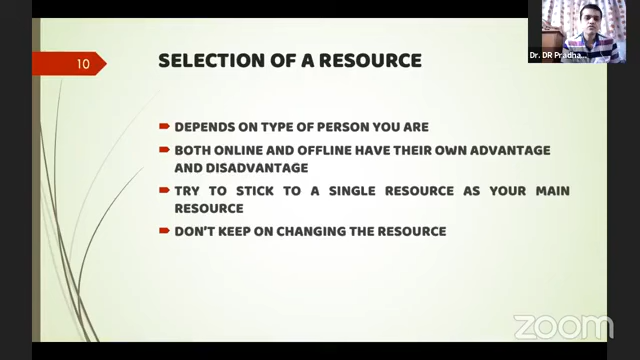 10
SELECTION OF A RESOURCE
Dr. DR Pradha...
DEPENDS ON TYPE OF PERSON YOU ARE
BOTH ONLINE AND OFFLINE HAVE THEIR OWN ADVANTAGE
AND DISADVANTAGE
TRY TO STICK TO A SINGLE RESOURCE AS YOUR MAIN
RESOURCE
DON'T KEEP ON CHANGING THE RESOURCE
zoom